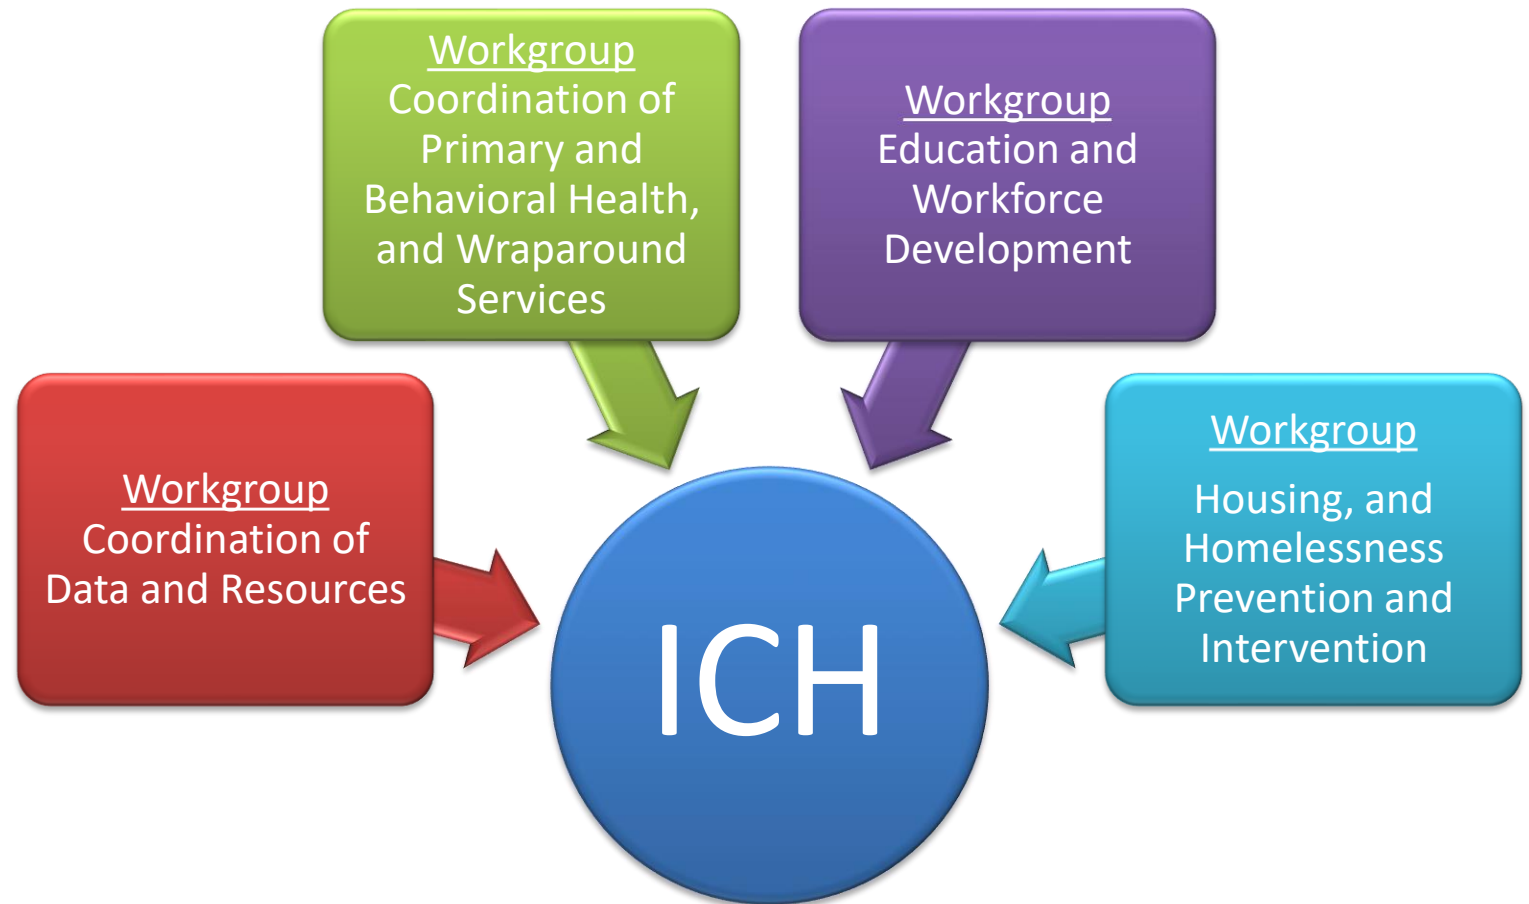 Workgroup
Coordination of
Primary and
Behavioral Health,
and Wraparound
Services
Workgroup
Education and
Workforce
Development
Workgroup
Coordination of
Data and Resources
Workgroup
Housing, and
Homelessness
Prevention and
Intervention
ICH